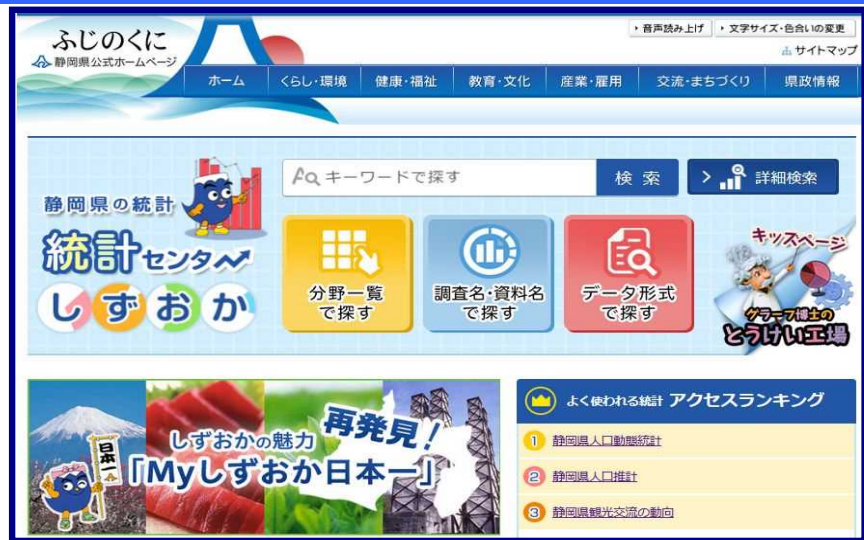 ふじのくに
静岡県公式ホームページ
音声読み上げ
文字サイズ・色合いの変更
サイトマップ
ホーム
くらし・環境
健康・福祉
教育・文化
産業・雇用
交流・まちづくり
県政情報
静岡県の統計
統計センター
しずおか
キーワードで探す
検索
詳細検索
分野一覧
で探す
調査名・資料名
で探す
データ形式
で探す
キッズページ
グラーフ博士の
とうけい工場
日本一
しずおかの魅力
再発見!
「Myしずおか日本一」
よく使われる統計 アクセスランキング
1 静岡県人口動態統計
2 静岡県人口推計
3 静岡県観光交流の動向